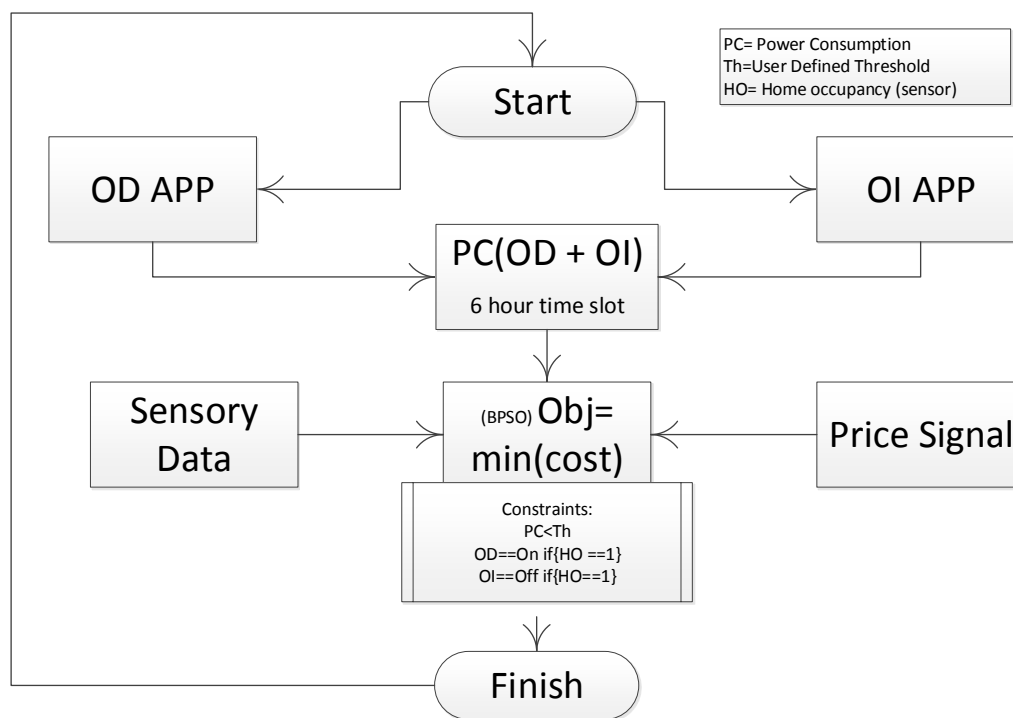 PC= Power Consumption
Th=User Defined Threshold
HO= Home occupancy (sensor)
Start
OD APP
OI APP
PC(OD + OI)
6 hour time slot
Sensory
Data
(BPSO) Obj=
min(cost)
Price Signal
Constraints:
PC<Th
OD==On if{HO ==1}
OI==Off if{HO==1}
Finish